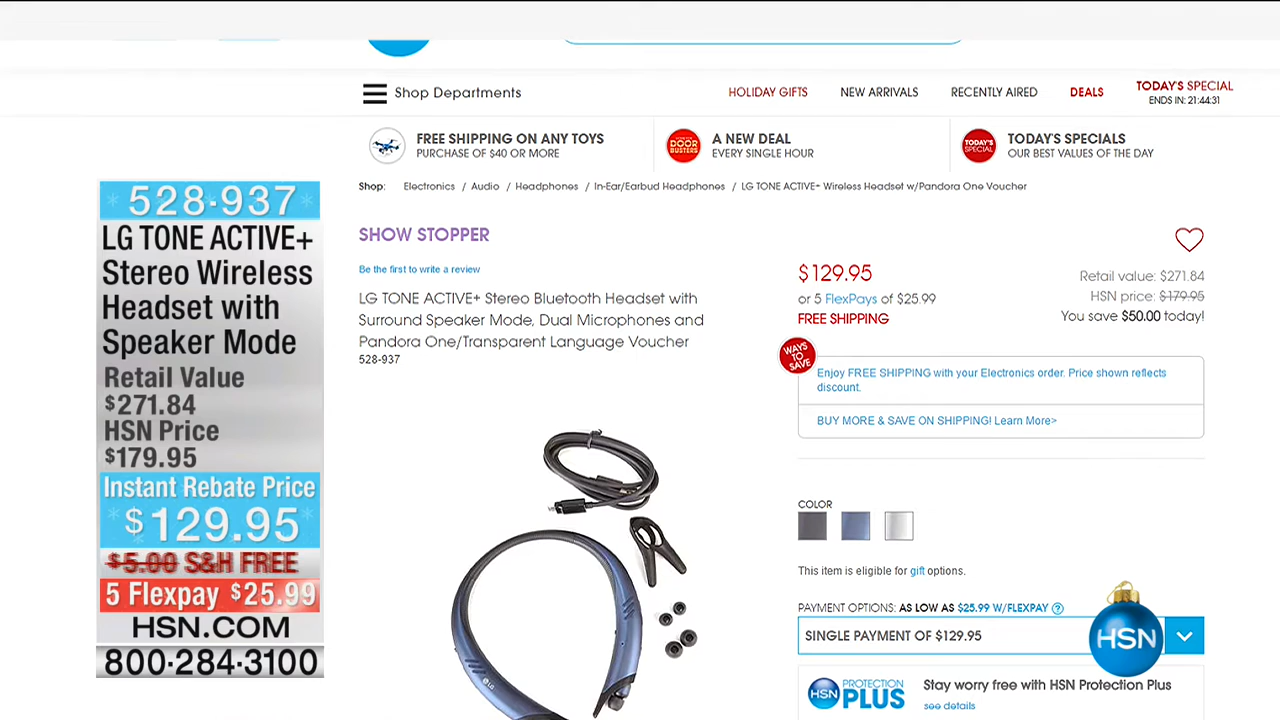 Shop Departments
HOLIDAY GIFTS
NEW ARRIVALS
RECENTLY AIRED
DEALS
TODAY'S SPECIAL
ENDS IN: 21:44:31
FREE SHIPPING ON ANY TOYS
PURCHASE OF $40 OR MORE
DOOR BUSTERS
A NEW DEAL
EVERY SINGLE HOUR
TODAY'S SPECIAL
TODAY'S SPECIALS
OUR BEST VALUES OF THE DAY
Shop: Electronics / Audio / Headphones / In-Ear/Earbud Headphones / LG TONE ACTIVE+ Wireless Headset w/Pandora One Voucher
528-937
LG TONE ACTIVE+
Stereo Wireless
Headset with
Speaker Mode
Retail Value
$271.84
HSN Price
$179.95
Instant Rebate Price
*$129.95*
$5.00 S&H FREE
5 Flexpay $25.99
HSN.COM
800-284-3100
SHOW STOPPER
Be the first to write a review
LG TONE ACTIVE+ Stereo Bluetooth Headset with
Surround Speaker Mode, Dual Microphones and
Pandora One/Transparent Language Voucher
528-937
LG
$129.95
or 5 FlexPays of $25.99
FREE SHIPPING
Retail value: $271.84
HSN price: $179.95
You save $50.00 today!
WAYS
TO
SAVE
Enjoy FREE SHIPPING with your Electronics order. Price shown reflects
discount.
BUY MORE & SAVE ON SHIPPING! Learn More>
COLOR
This item is eligible for gift options.
PAYMENT OPTIONS: AS LOW AS $25.99 W/FLEXPAY ?
SINGLE PAYMENT OF $129.95
HSN
HSN PROTECTION
PLUS
Stay worry free with HSN Protection Plus
see details